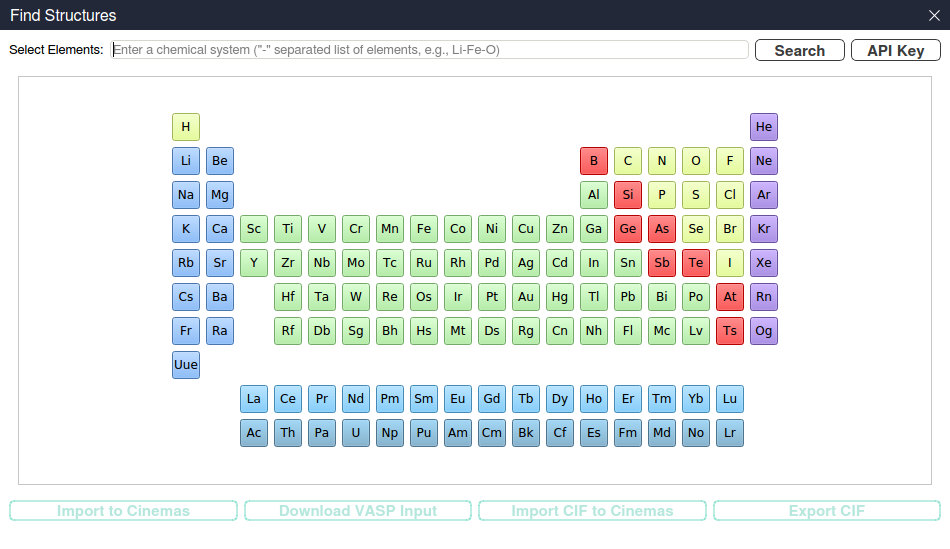 Find Structures
Select Elements: Enter a chemical system ("-" separated list of elements, e.g., Li-Fe-O) Search API Key
H He
Li Be B C N O F Ne
Na Mg Al Si P S Cl Ar
K Ca Sc Ti V Cr Mn Fe Co Ni Cu Zn Ga Ge As Se Br Kr
Rb Sr Y Zr Nb Mo Tc Ru Rh Pd Ag Cd In Sn Sb Te I Xe
Cs Ba Hf Ta W Re Os Ir Pt Au Hg Tl Pb Bi Po At Rn
Fr Ra Rf Db Sg Bh Hs Mt Ds Rg Cn Nh Fl Mc Lv Ts Og
Uue
La Ce Pr Nd Pm Sm Eu Gd Tb Dy Ho Er Tm Yb Lu
Ac Th Pa U Np Pu Am Cm Bk Cf Es Fm Md No Lr
Import to Cinemas Download VASP Input Import CIF to Cinemas Export CIF